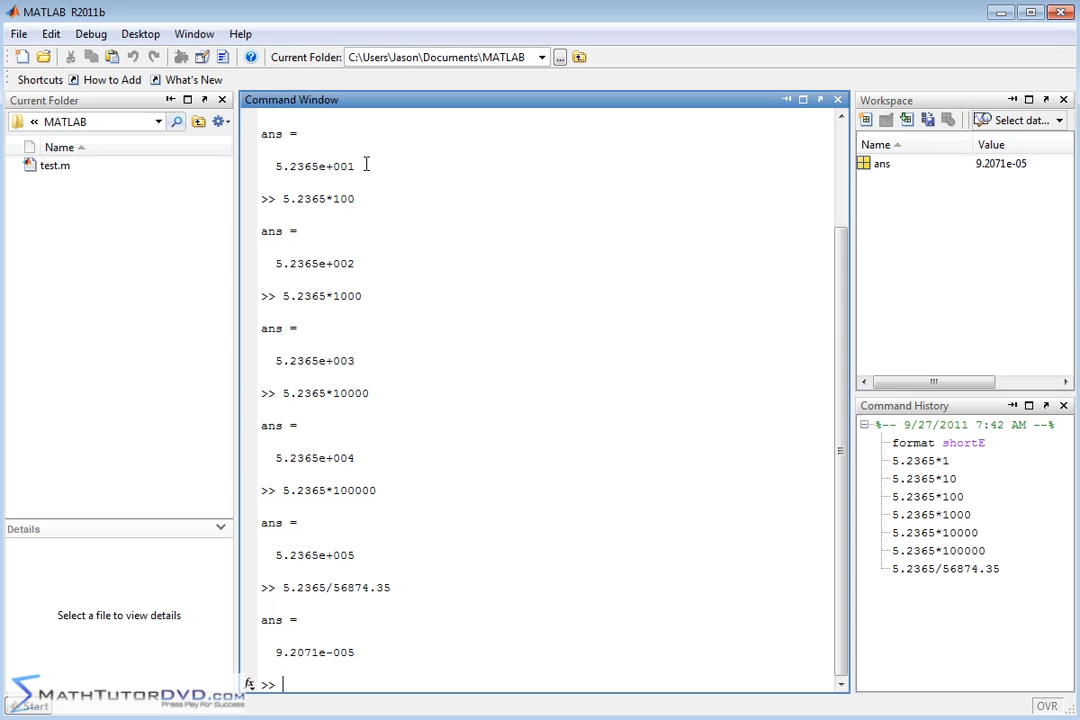 MATLAB R2011b
File Edit Debug Desktop Window Help
Current Folder: C:\Users\Jason\Documents\MATLAB ...
Shortcuts How to Add What's New
Current Folder
« MATLAB
Name
test.m
Details
Select a file to view details
MATHTUTORDVD.COM
PRESS PLAY FOR SUCCESS
Start
Command Window
ans =
5.2365e+001
>> 5.2365*100
ans =
5.2365e+002
>> 5.2365*1000
ans =
5.2365e+003
>> 5.2365*10000
ans =
5.2365e+004
>> 5.2365*100000
ans =
5.2365e+005
>> 5.2365/56874.35
ans =
9.2071e-005
fx >>
Workspace
Select dat...
Name Value
ans 9.2071e-05
Command History
%-- 9/27/2011 7:42 AM --%
format shortE
5.2365*1
5.2365*10
5.2365*100
5.2365*1000
5.2365*10000
5.2365*100000
5.2365/56874.35
OVR